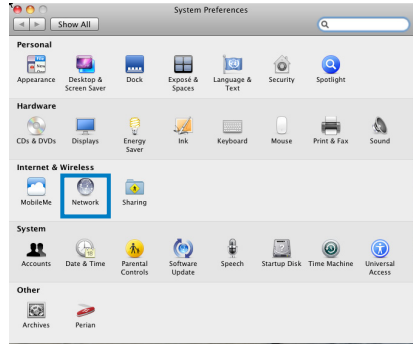 System Preferences
Show All
Personal
Appearance
Desktop &
Screen Saver
Dock
Exposé &
Spaces
Language &
Text
Security
Spotlight
Hardware
CDs & DVDs
Displays
Energy
Saver
Ink
Keyboard
Mouse
Print & Fax
Sound
Internet & Wireless
MobileMe
Network
Sharing
System
Accounts
Date & Time
Parental
Controls
Software
Update
Speech
Startup Disk
Time Machine
Universal
Access
Other
Archives
Perian